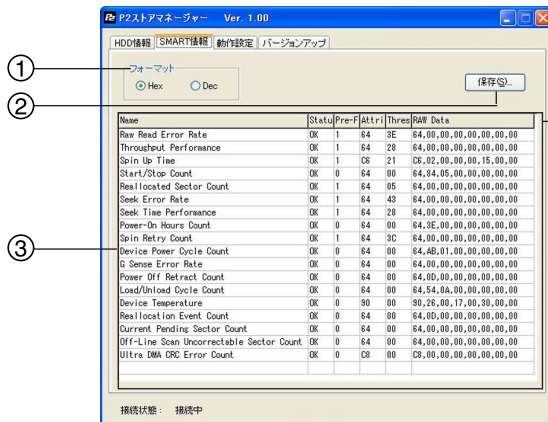 P2 P2ストアマネージャー Ver. 1.00
HDD情報 SMART情報 動作設定 バージョンアップ
① フォーマット
Hex Dec
保存(S)...
②
Name Statu Pre-F Attri Thres RAW Data
Raw Read Error Rate OK 1 64 3E 64,00,00,00,00,00,00,00
Throughput Performance OK 1 64 28 64,00,00,00,00,00,00,00
Spin Up Time OK 1 C6 21 C6,02,00,00,00,15,00,00
Start/Stop Count OK 0 64 00 64,84,05,00,00,00,00,00
Reallocated Sector Count OK 1 64 05 64,00,00,00,00,00,00,00
Seek Error Rate OK 1 64 43 64,00,00,00,00,00,00,00
Seek Time Performance OK 1 64 28 64,00,00,00,00,00,00,00
Power-On Hours Count OK 0 64 00 64,3E,00,00,00,00,00,00
Spin Retry Count OK 1 64 3C 64,00,00,00,00,00,00,00
③ Device Power Cycle Count OK 0 64 00 64,AB,01,00,00,00,00,00
G Sense Error Rate OK 0 64 00 64,00,00,00,00,00,00,00
Power Off Retract Count OK 0 64 00 64,0D,00,00,00,00,00,00
Load/Unload Cycle Count OK 0 64 00 64,54,0A,00,00,00,00,00
Device Temperature OK 0 90 00 90,26,00,17,00,30,00,00
Reallocation Event Count OK 0 64 00 64,0D,00,00,00,00,00,00
Current Pending Sector Count OK 0 64 00 64,00,00,00,00,00,00,00
Off-Line Scan Uncorrectable Sector Count OK 0 64 00 64,00,00,00,00,00,00,00
Ultra DMA CRC Error Count OK 0 C8 00 C8,00,00,00,00,00,00,00
接続状態： 接続中